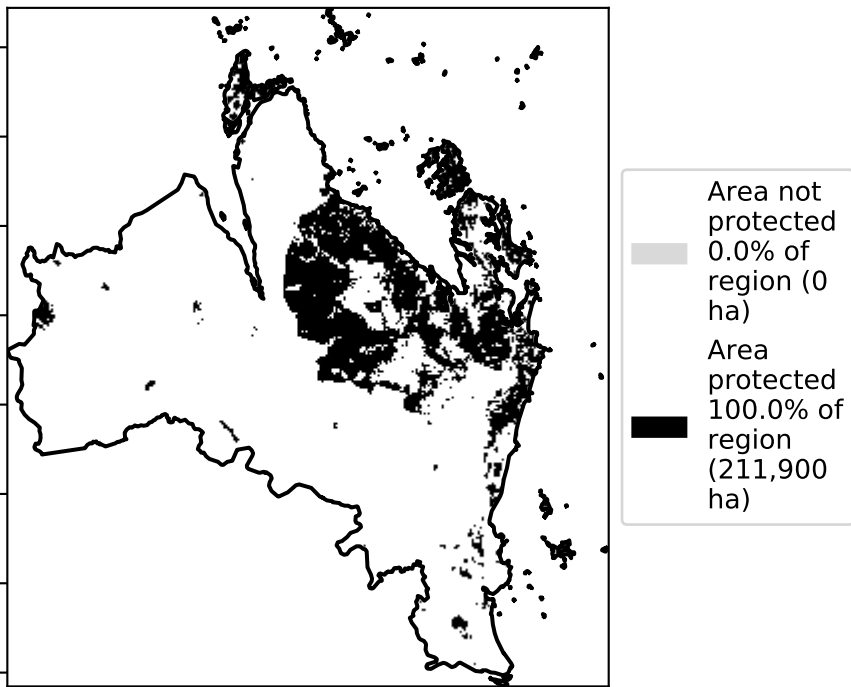 Area not
protected
0.0% of
region (0
ha)
Area
protected
100.0% of
region
(211,900
ha)